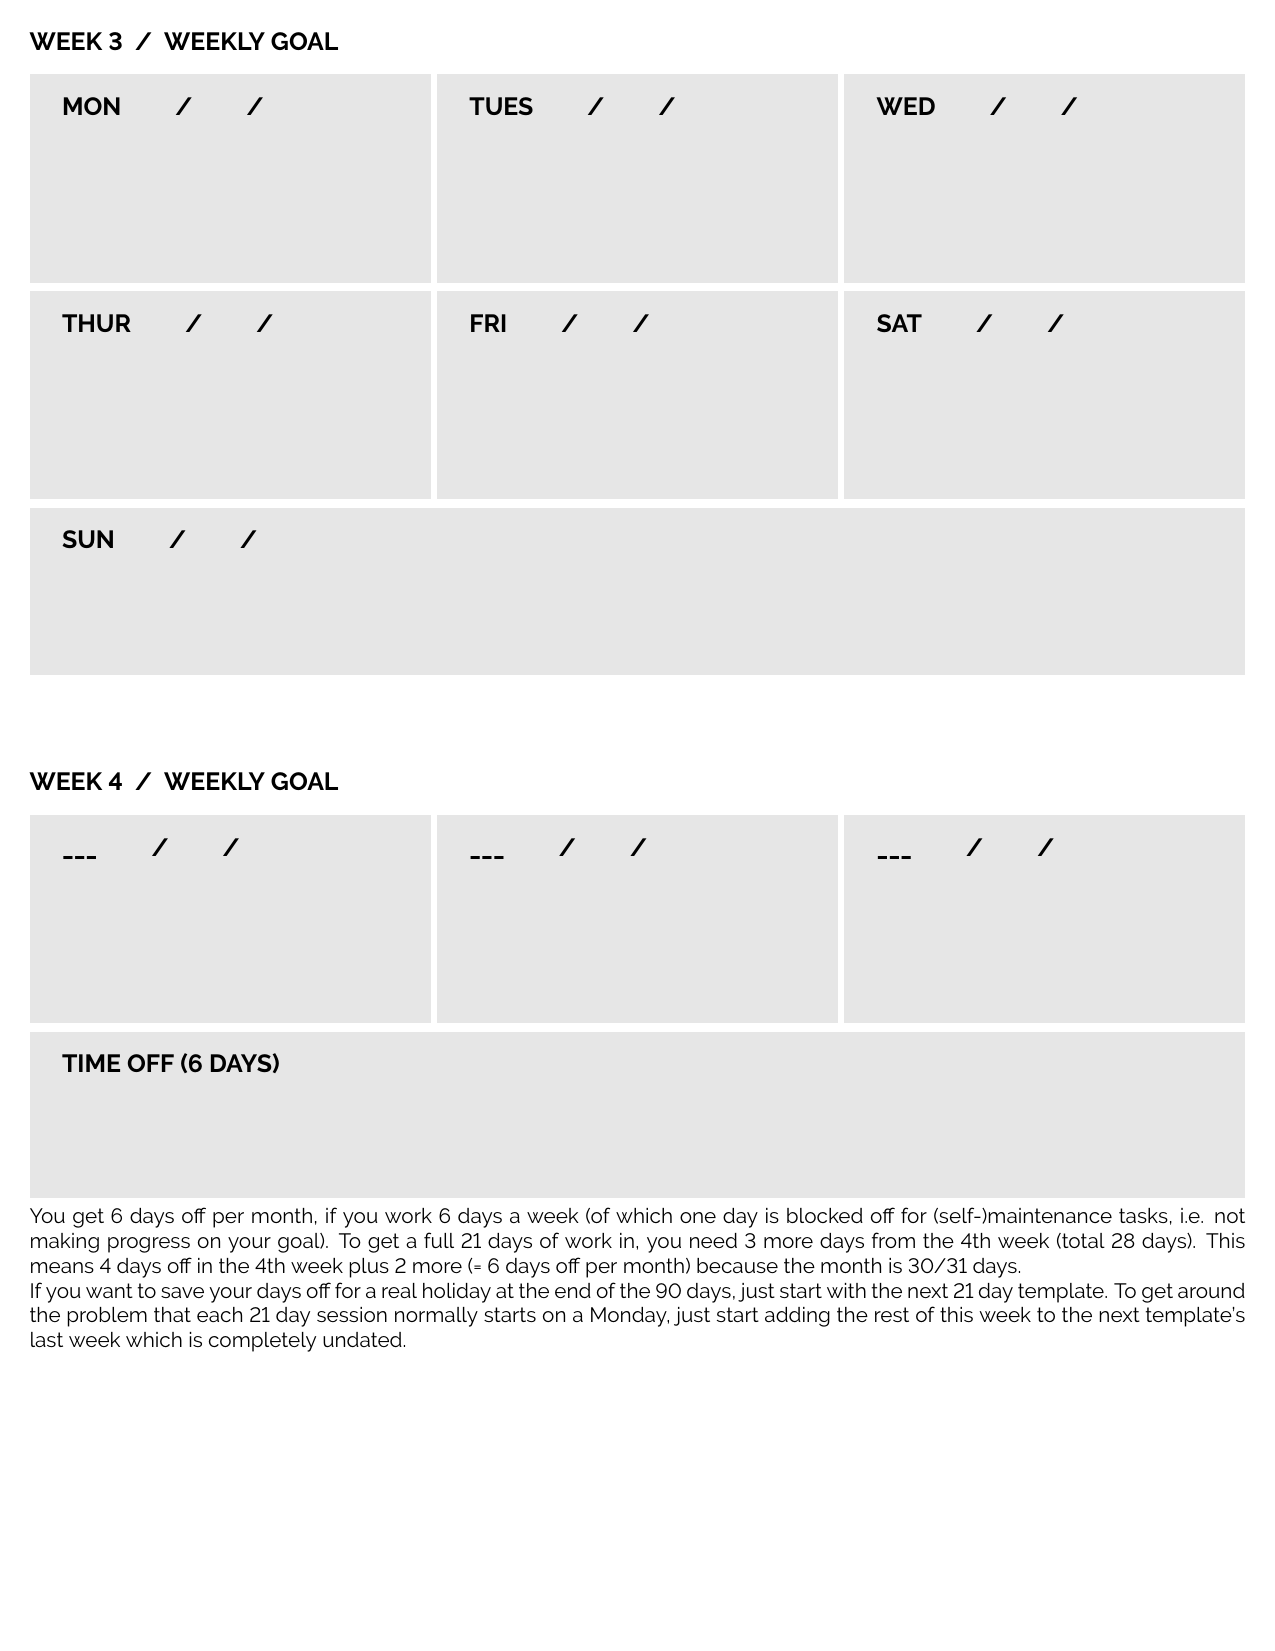 WEEK 3 / WEEKLY GOAL
MON / /
TUES / /
WED / /
THUR / /
FRI / /
SAT / /
SUN / /
WEEK 4 / WEEKLY GOAL
___ / /
___ / /
___ / /
TIME OFF (6 DAYS)
You get 6 days off per month, if you work 6 days a week (of which one day is blocked off for (self-)maintenance tasks, i.e. not
making progress on your goal). To get a full 21 days of work in, you need 3 more days from the 4th week (total 28 days). This
means 4 days off in the 4th week plus 2 more (= 6 days off per month) because the month is 30/31 days.
If you want to save your days off for a real holiday at the end of the 90 days, just start with the next 21 day template. To get around
the problem that each 21 day session normally starts on a Monday, just start adding the rest of this week to the next template's
last week which is completely undated.